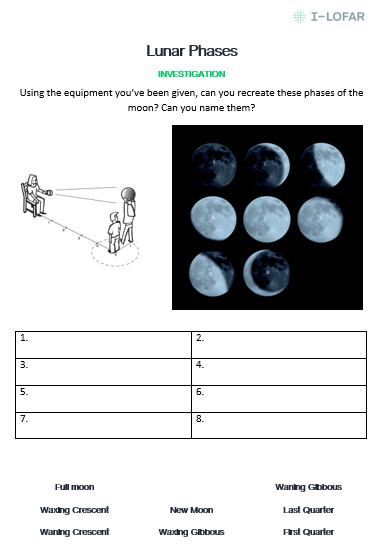 I-LOFAR
Lunar Phases
INVESTIGATION
Using the equipment you've been given, can you recreate these phases of the
moon? Can you name them?
1. 2.
3. 4.
5. 6.
7. 8.
Full moon Waning Gibbous
Waxing Crescent New Moon Last Quarter
Waning Crescent Waxing Gibbous First Quarter